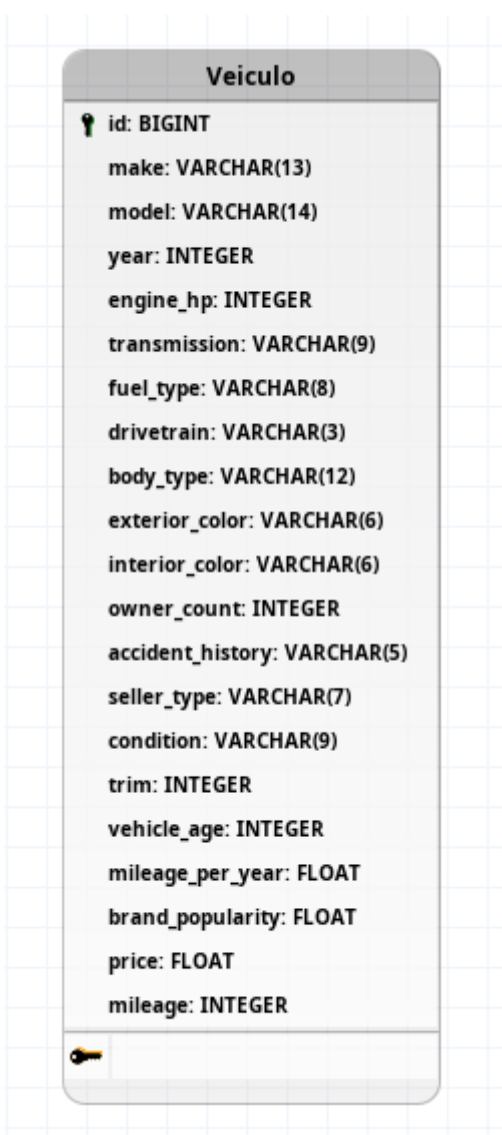 Veiculo
id: BIGINT
make: VARCHAR(13)
model: VARCHAR(14)
year: INTEGER
engine_hp: INTEGER
transmission: VARCHAR(9)
fuel_type: VARCHAR(8)
drivetrain: VARCHAR(3)
body_type: VARCHAR(12)
exterior_color: VARCHAR(6)
interior_color: VARCHAR(6)
owner_count: INTEGER
accident_history: VARCHAR(5)
seller_type: VARCHAR(7)
condition: VARCHAR(9)
trim: INTEGER
vehicle_age: INTEGER
mileage_per_year: FLOAT
brand_popularity: FLOAT
price: FLOAT
mileage: INTEGER